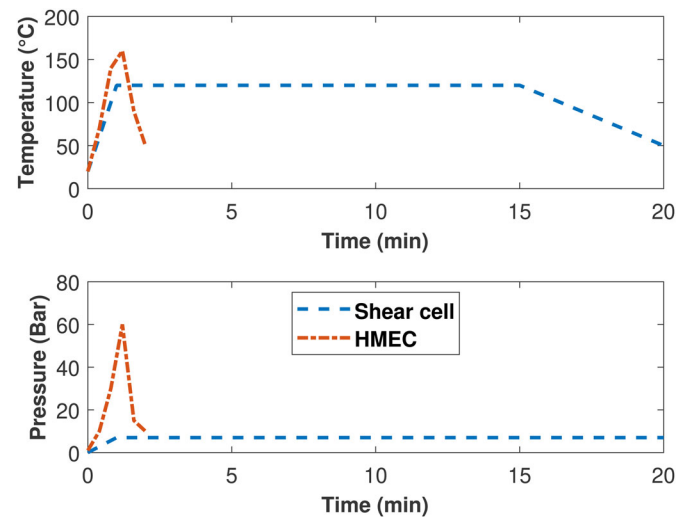 200
150
100
50
0
Temperature (°C)
0 5 10 15 20
Time (min)
80
60
40
20
0
Pressure (Bar)
Shear cell
HMEC
0 5 10 15 20
Time (min)